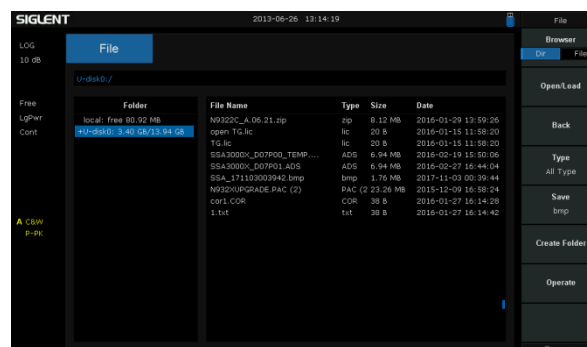 SIGLENT 2013-06-26 13:14:19 File
LOG
10 dB
File
Browser
Dir File
U-disk0:/
Open/Load
Free
LgPwr
Cont
Folder
local: free 80.92 MB
+U-disk0: 3.40 GB/13.94 GB
File Name Type Size Date
N9322C_A.06.21.zip zip 8.12 MB 2016-01-29 13:59:26
open TG.lic lic 20 B 2016-01-15 11:58:20
TG.lic lic 20 B 2016-01-15 11:58:20
SSA3000X_D07P00_TEMP.... ADS 6.94 MB 2016-02-19 15:50:06
SSA3000X_D07P01.ADS ADS 6.94 MB 2016-02-27 16:44:04
SSA_171103003942.bmp bmp 1.76 MB 2017-11-03 00:39:44
N932XUPGRADE.PAC (2) PAC (2 23.26 MB 2015-12-09 16:58:24
cor1.COR COR 38 B 2016-01-27 16:14:28
1.txt txt 38 B 2016-01-27 16:14:42
Back
Type
All Type
Save
bmp
A C&W
P-PK
Create Folder
Operate